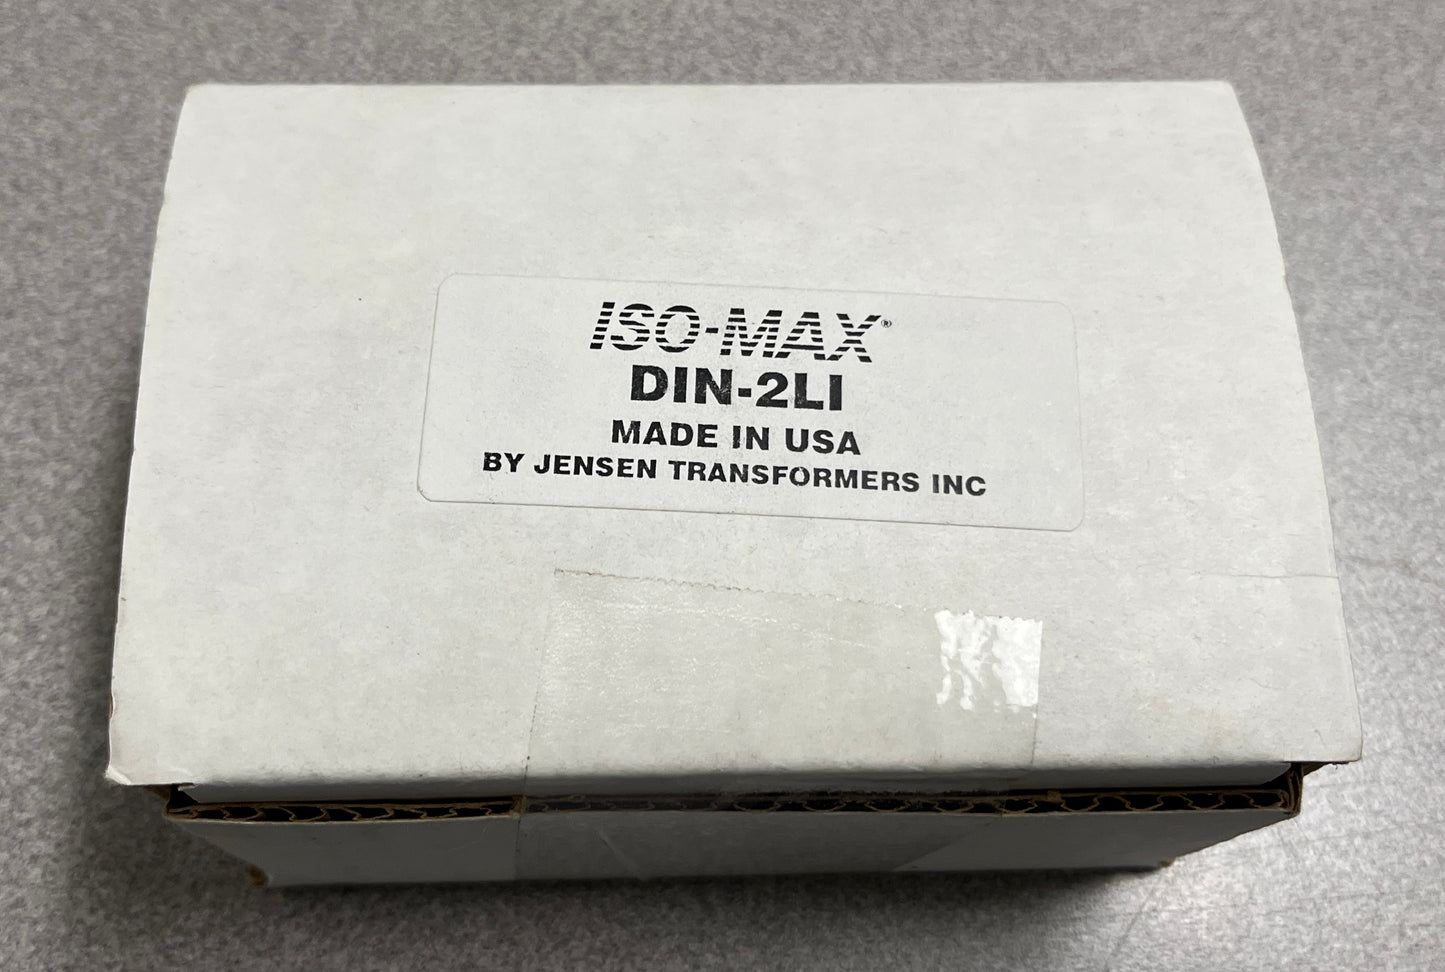 ISO-MAX®
DIN-2LI
MADE IN USA
BY JENSEN TRANSFORMERS INC